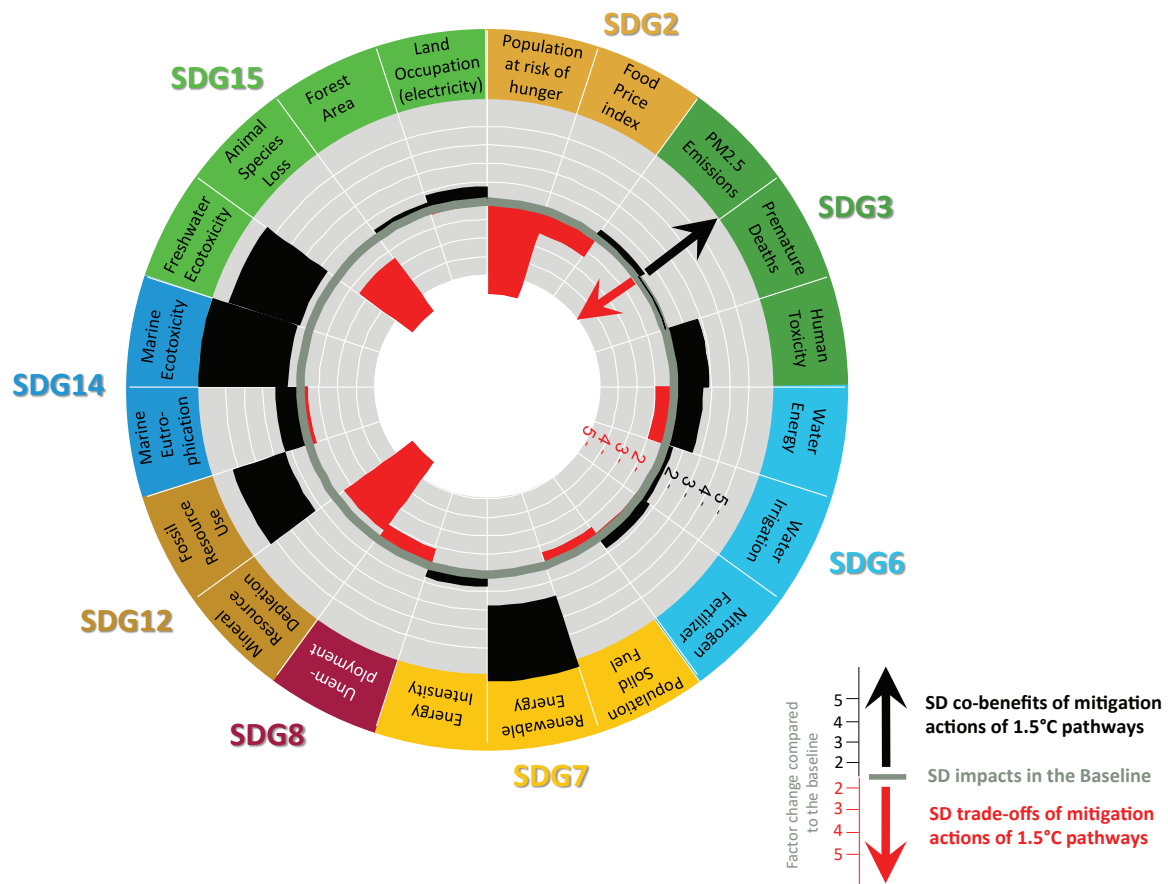 SDG2
Population
at risk of
hunger
Food
Price
index
SDG3
PM2.5
Emissions
Premature
Deaths
Human
Toxicity
SDG6
Water
Energy
Water
Irrigation
Nitrogen
Fertilizer
SDG7
Population
Solid
Fuel
Renewable
Energy
Energy
Intensity
SDG8
Unem-
ployment
SDG12
Mineral
Resource
Depletion
Fossil
Resource
Use
SDG14
Marine
Eutro-
phication
Marine
Ecotoxicity
SDG15
Freshwater
Ecotoxicity
Animal
Species
Loss
Forest
Area
Land
Occupation
(electricity)
5 4 3 2
2 3 4 5
Factor change compared
to the baseline
5
4
3
2
2
3
4
5
SD co-benefits of mitigation
actions of 1.5°C pathways
SD impacts in the Baseline
SD trade-offs of mitigation
actions of 1.5°C pathways